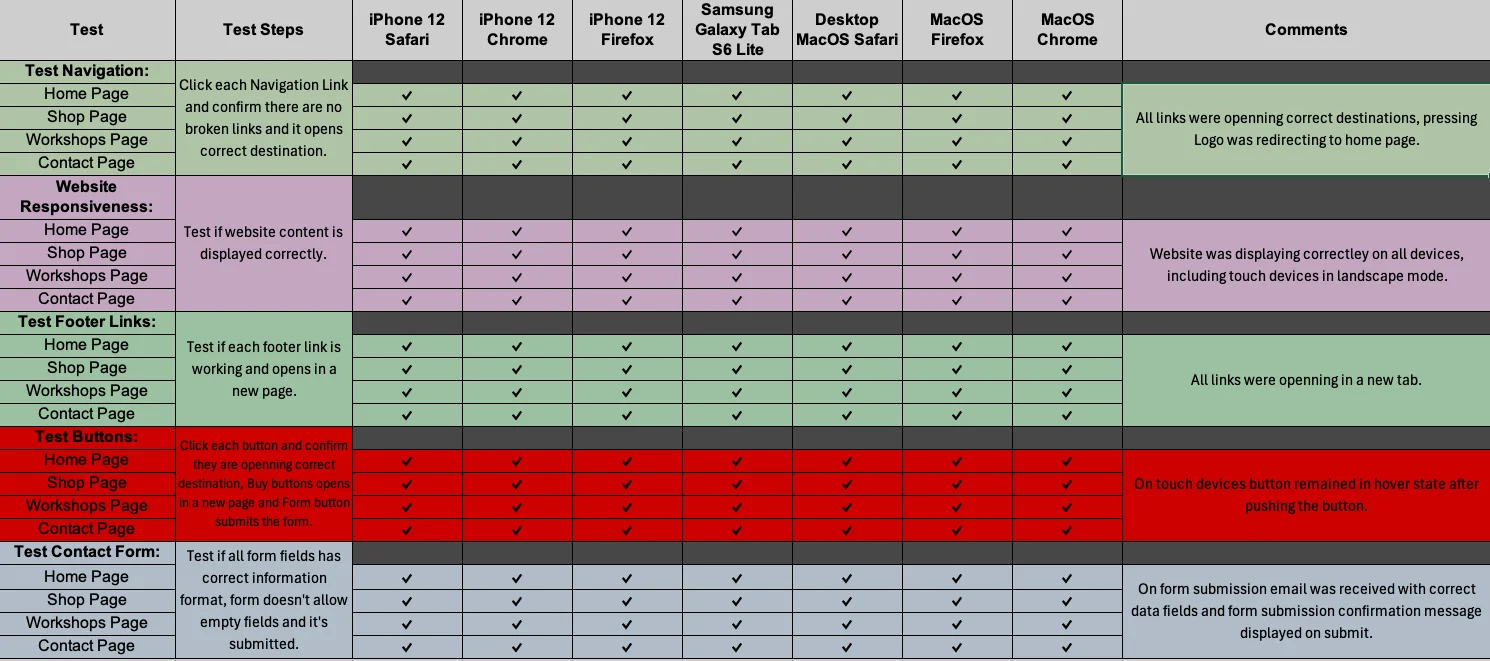 Test
Test Steps
iPhone 12
Safari
iPhone 12
Chrome
iPhone 12
Firefox
Samsung
Galaxy Tab
S6 Lite
Desktop
MacOS Safari
MacOS
Firefox
MacOS
Chrome
Comments
Test Navigation:
Click each Navigation Link
and confirm there are no
broken links and it opens
correct destination.
Home Page
✓ ✓ ✓ ✓ ✓ ✓ ✓
Shop Page
✓ ✓ ✓ ✓ ✓ ✓ ✓
Workshops Page
✓ ✓ ✓ ✓ ✓ ✓ ✓
Contact Page
✓ ✓ ✓ ✓ ✓ ✓ ✓
All links were openning correct destinations, pressing
Logo was redirecting to home page.
Website
Responsiveness:
Test if website content is
displayed correctly.
Home Page
✓ ✓ ✓ ✓ ✓ ✓ ✓
Shop Page
✓ ✓ ✓ ✓ ✓ ✓ ✓
Workshops Page
✓ ✓ ✓ ✓ ✓ ✓ ✓
Contact Page
✓ ✓ ✓ ✓ ✓ ✓ ✓
Website was displaying correctley on all devices,
including touch devices in landscape mode.
Test Footer Links:
Test if each footer link is
working and opens in a
new page.
Home Page
✓ ✓ ✓ ✓ ✓ ✓ ✓
Shop Page
✓ ✓ ✓ ✓ ✓ ✓ ✓
Workshops Page
✓ ✓ ✓ ✓ ✓ ✓ ✓
Contact Page
✓ ✓ ✓ ✓ ✓ ✓ ✓
All links were openning in a new tab.
Test Buttons:
Click each button and confirm
they are openning correct
destination, Buy buttons opens
in a new page and Form button
submits the form.
Home Page
✓ ✓ ✓ ✓ ✓ ✓ ✓
Shop Page
✓ ✓ ✓ ✓ ✓ ✓ ✓
Workshops Page
✓ ✓ ✓ ✓ ✓ ✓ ✓
Contact Page
✓ ✓ ✓ ✓ ✓ ✓ ✓
On touch devices button remained in hover state after
pushing the button.
Test Contact Form:
Test if all form fields has
correct information
format, form doesn't allow
empty fields and it's
submitted.
Home Page
✓ ✓ ✓ ✓ ✓ ✓ ✓
Shop Page
✓ ✓ ✓ ✓ ✓ ✓ ✓
Workshops Page
✓ ✓ ✓ ✓ ✓ ✓ ✓
Contact Page
✓ ✓ ✓ ✓ ✓ ✓ ✓
On form submission email was received with correct
data fields and form submission confirmation message
displayed on submit.